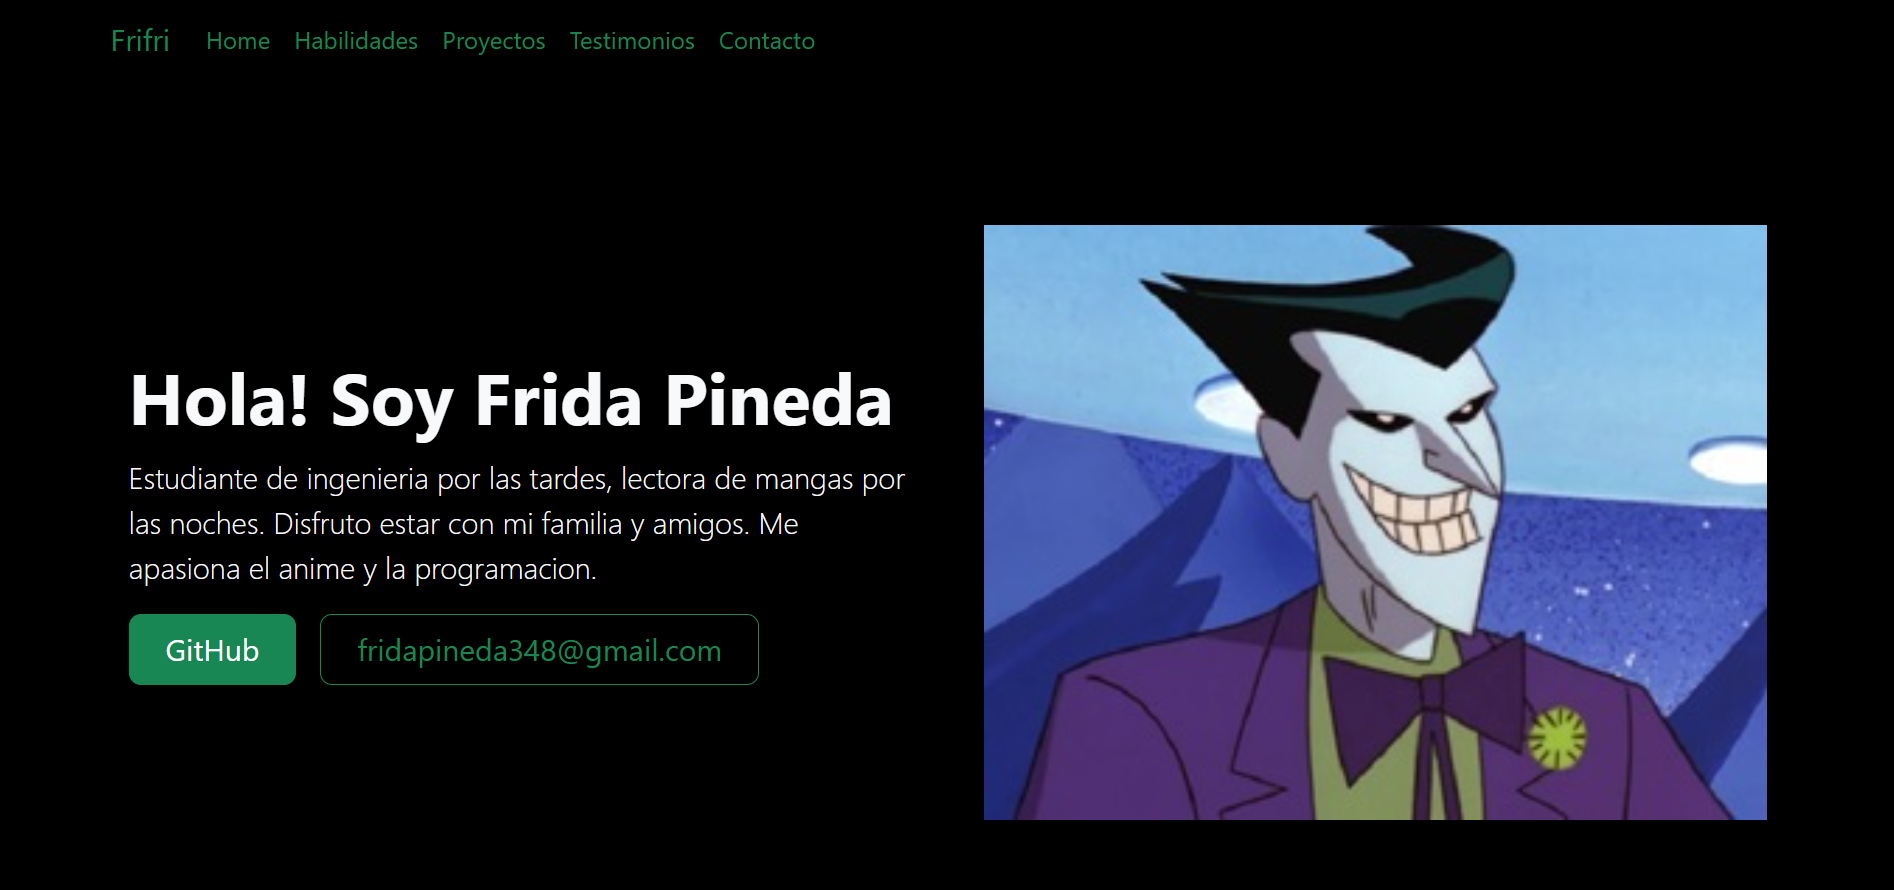 Frifri Home Habilidades Proyectos Testimonios Contacto
Hola! Soy Frida Pineda
Estudiante de ingenieria por las tardes, lectora de mangas por
las noches. Disfruto estar con mi familia y amigos. Me
apasiona el anime y la programacion.
GitHub fridapineda348@gmail.com